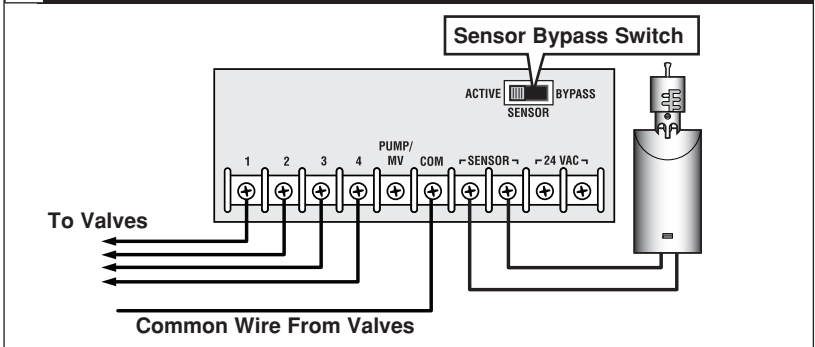 Sensor Bypass Switch
ACTIVE BYPASS
SENSOR
PUMP/
1 2 3 4 MV COM SENSOR 24 VAC
To Valves
Common Wire From Valves